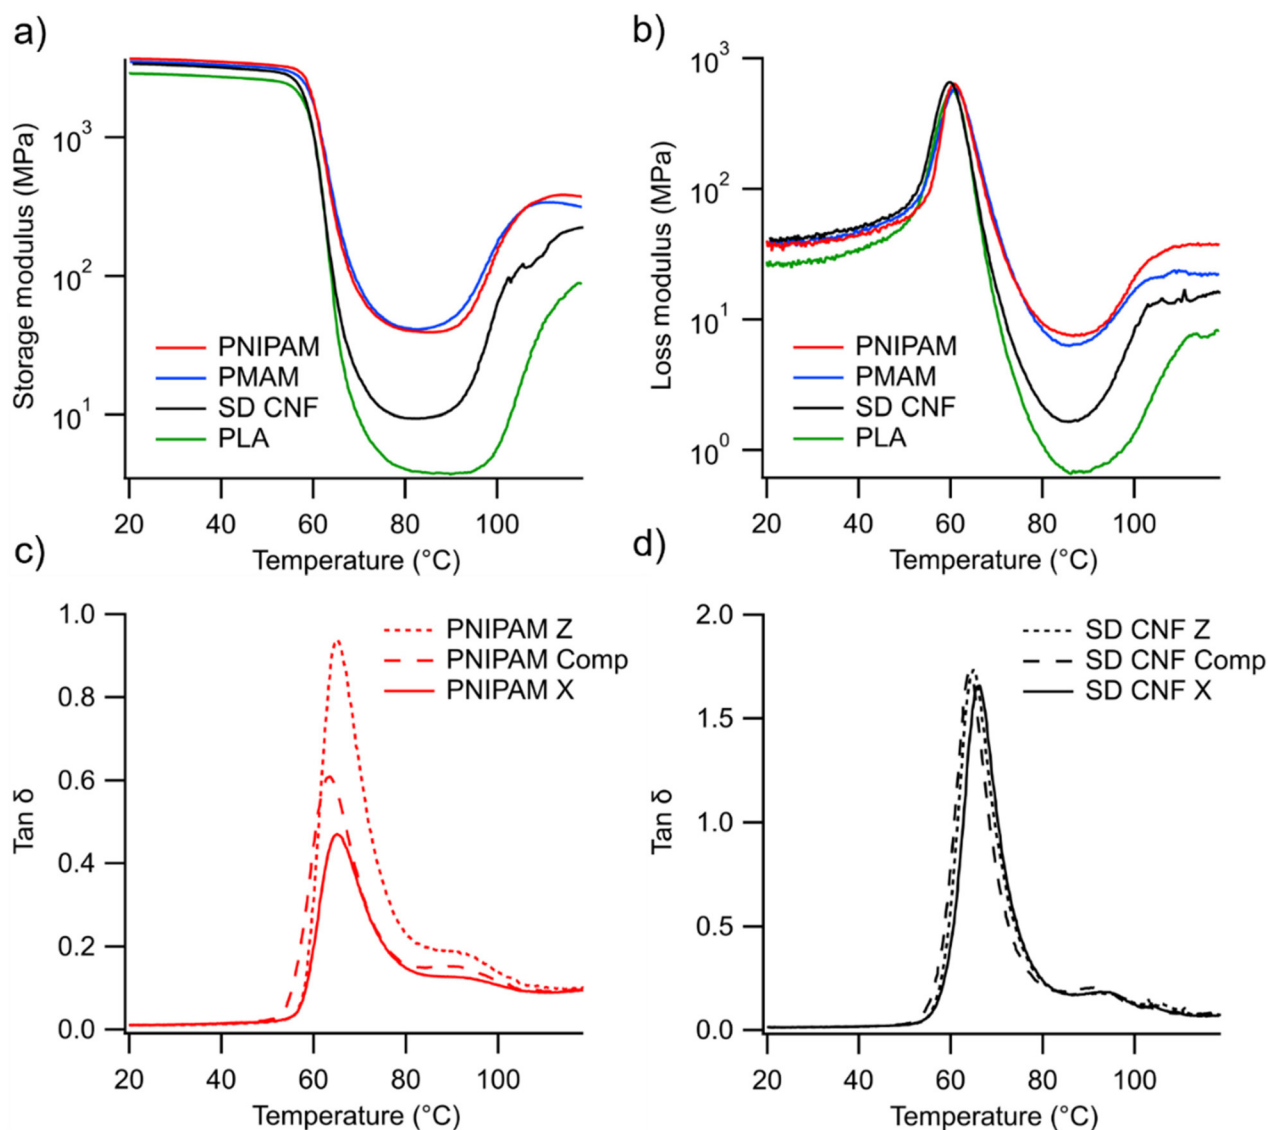 a)
Storage modulus (MPa)
10³
10²
10¹
PNIPAM
PMAM
SD CNF
PLA
20 40 60 80 100
Temperature (°C)
b)
Loss modulus (MPa)
10³
10²
10¹
10⁰
PNIPAM
PMAM
SD CNF
PLA
20 40 60 80 100
Temperature (°C)
c)
Tan δ
1.0
0.8
0.6
0.4
0.2
0.0
PNIPAM Z
PNIPAM Comp
PNIPAM X
20 40 60 80 100
Temperature (°C)
d)
Tan δ
2.0
1.5
1.0
0.5
0.0
SD CNF Z
SD CNF Comp
SD CNF X
20 40 60 80 100
Temperature (°C)